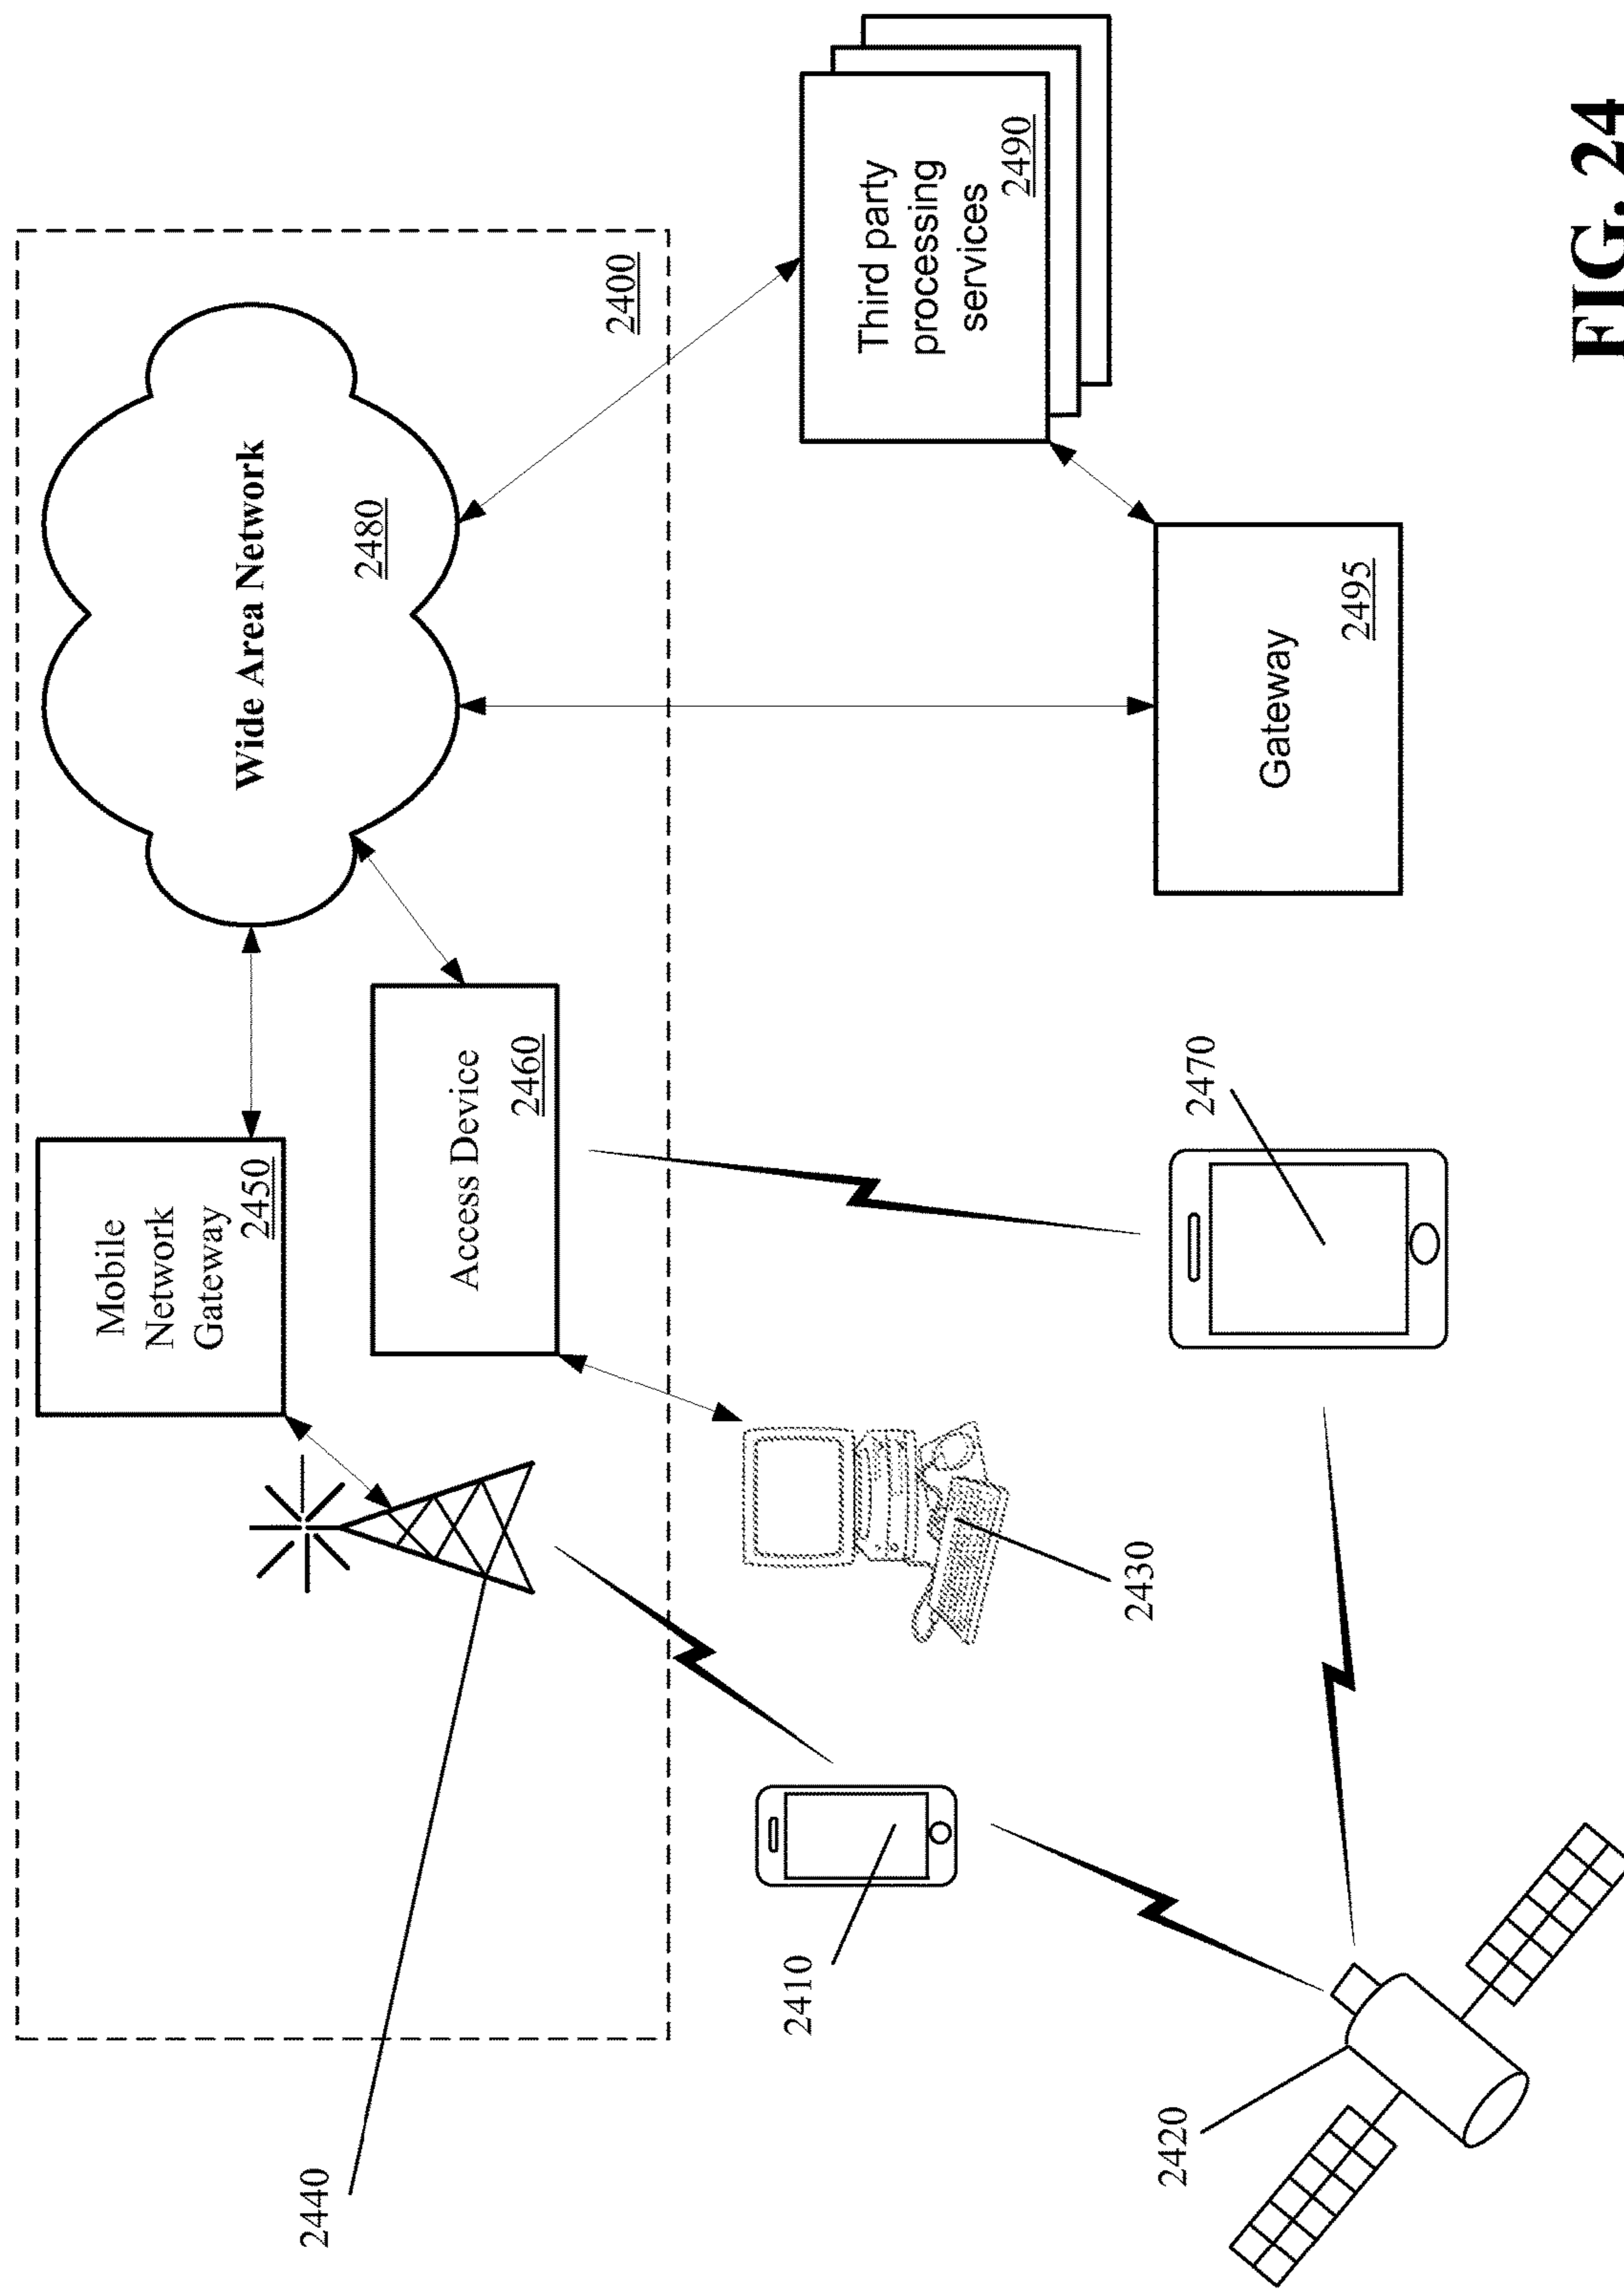 2440
Mobile
Network
Gateway
2450
Wide Area Network
2480
Access Device
2460
2400
2410
2430
Third party
processing
services
2490
2420
2470
Gateway
2495
FIG. 24